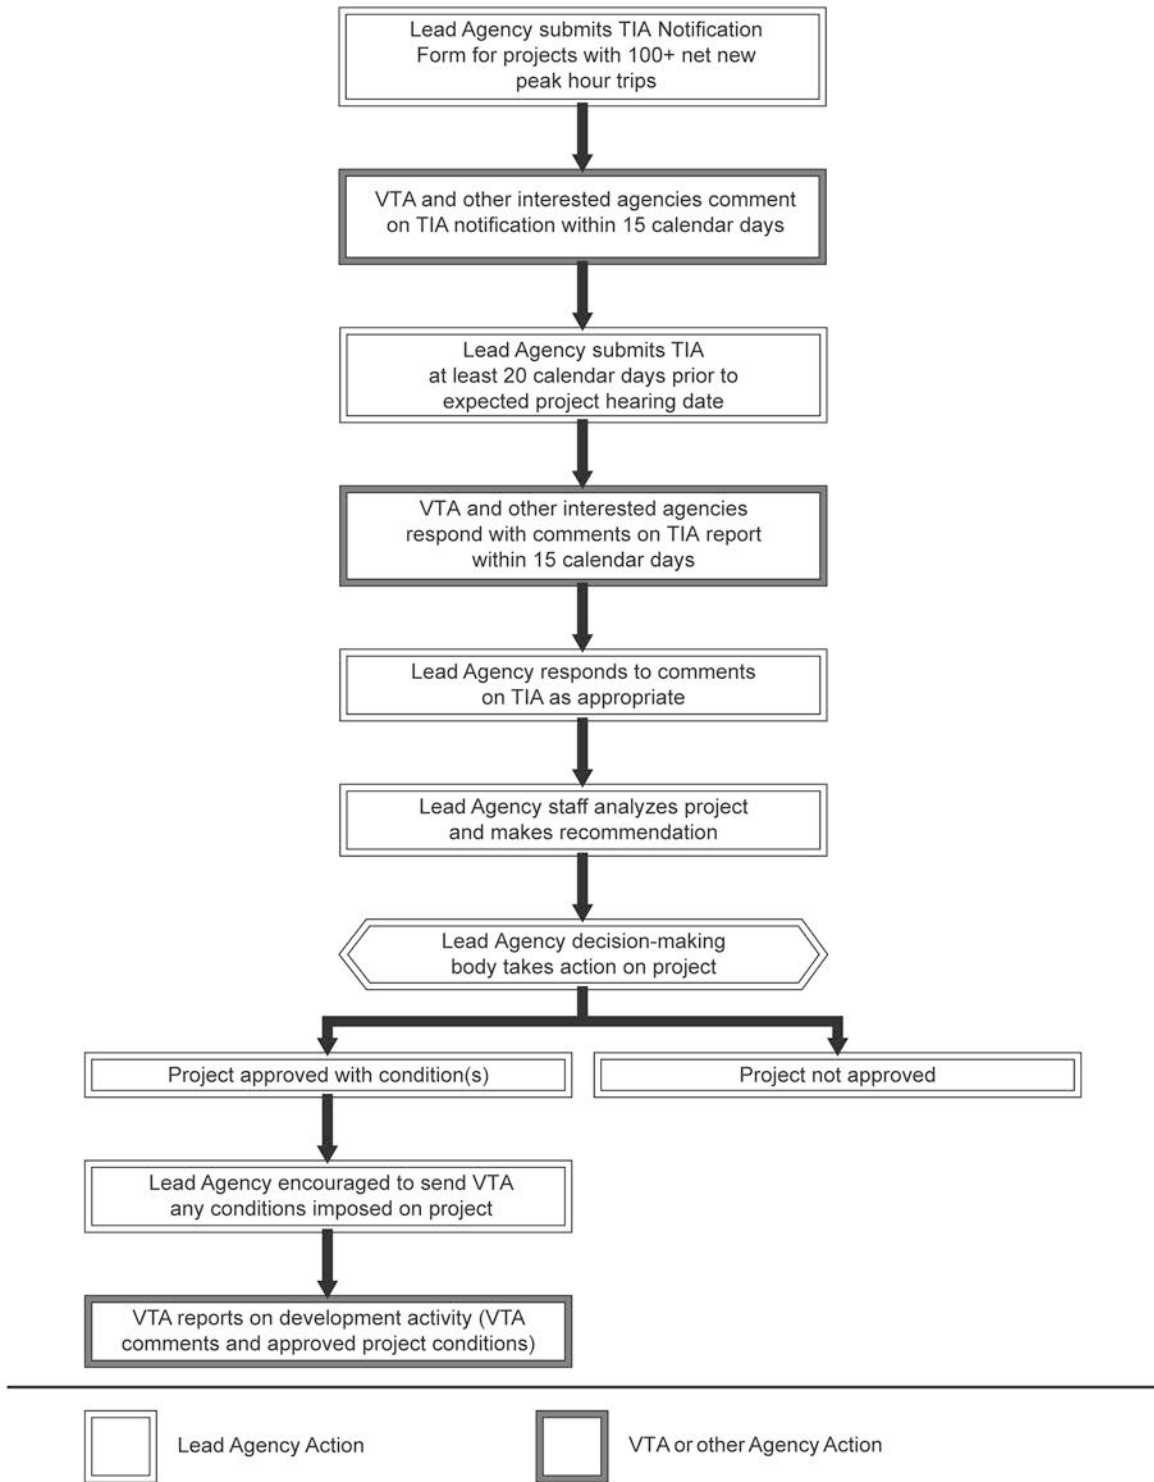 Lead Agency submits TIA Notification
Form for projects with 100+ net new
peak hour trips
VTA and other interested agencies comment
on TIA notification within 15 calendar days
Lead Agency submits TIA
at least 20 calendar days prior to
expected project hearing date
VTA and other interested agencies
respond with comments on TIA report
within 15 calendar days
Lead Agency responds to comments
on TIA as appropriate
Lead Agency staff analyzes project
and makes recommendation
Lead Agency decision-making
body takes action on project
Project approved with condition(s)
Project not approved
Lead Agency encouraged to send VTA
any conditions imposed on project
VTA reports on development activity (VTA
comments and approved project conditions)
Lead Agency Action
VTA or other Agency Action